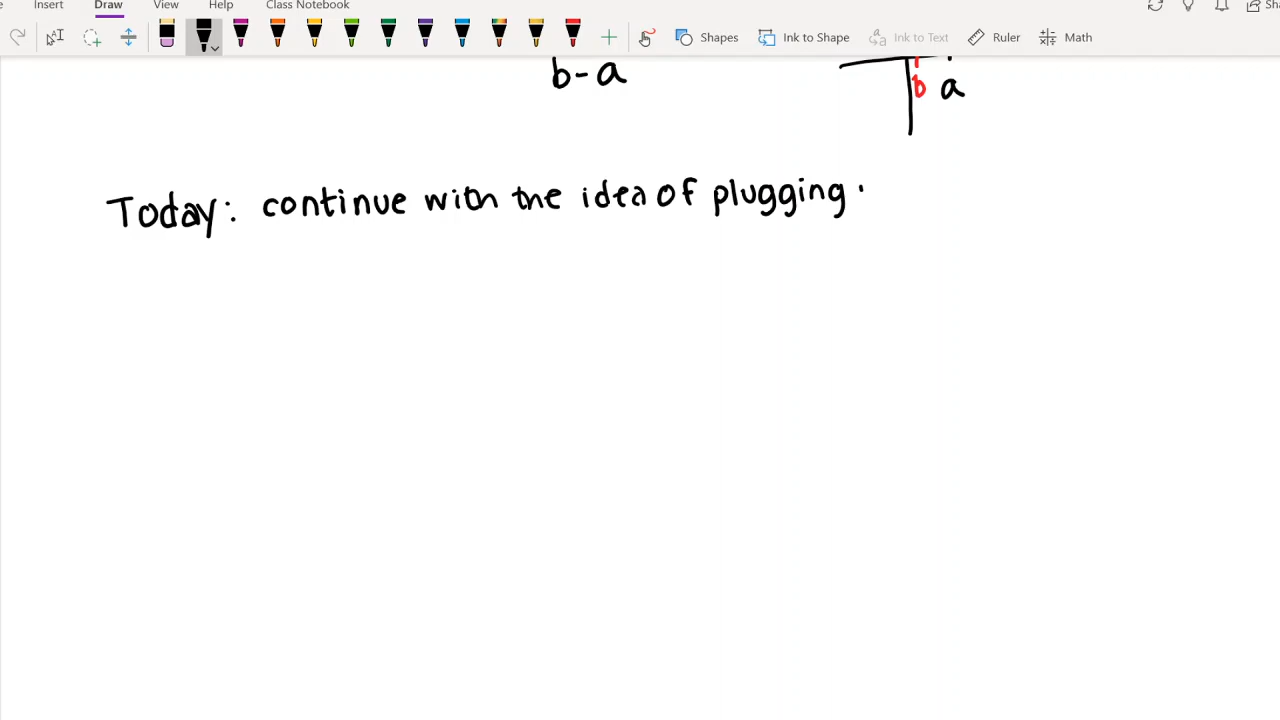 Insert Draw View Help Class Notebook
Shapes Ink to Shape Ink to Text Ruler Math
b-a
b a
Today: continue with the idea of plugging